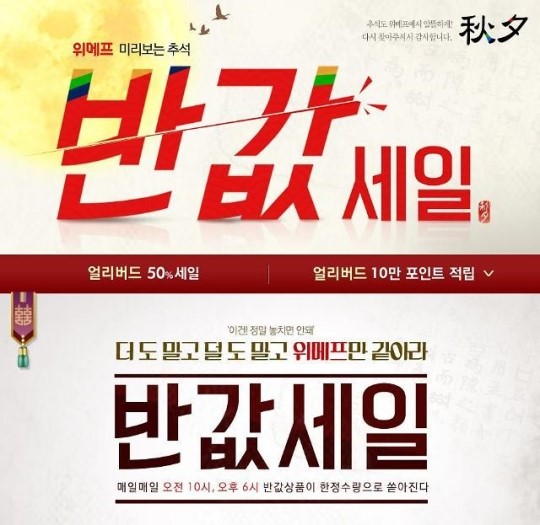 추석도 위메프에서 알뜰하게!
다시 찾아주셔서 감사합니다.
秋夕
위메프 미리보는 추석
반값 세일
얼리버드 50%세일
얼리버드 10만 포인트 적립
'이건! 정말 놓치면 안돼'
더도 밀고 덜도 밀고 위메프만 같아라
반값세일
매일매일 오전 10시, 오후 6시 반값상품이 한정수량으로 쏟아진다